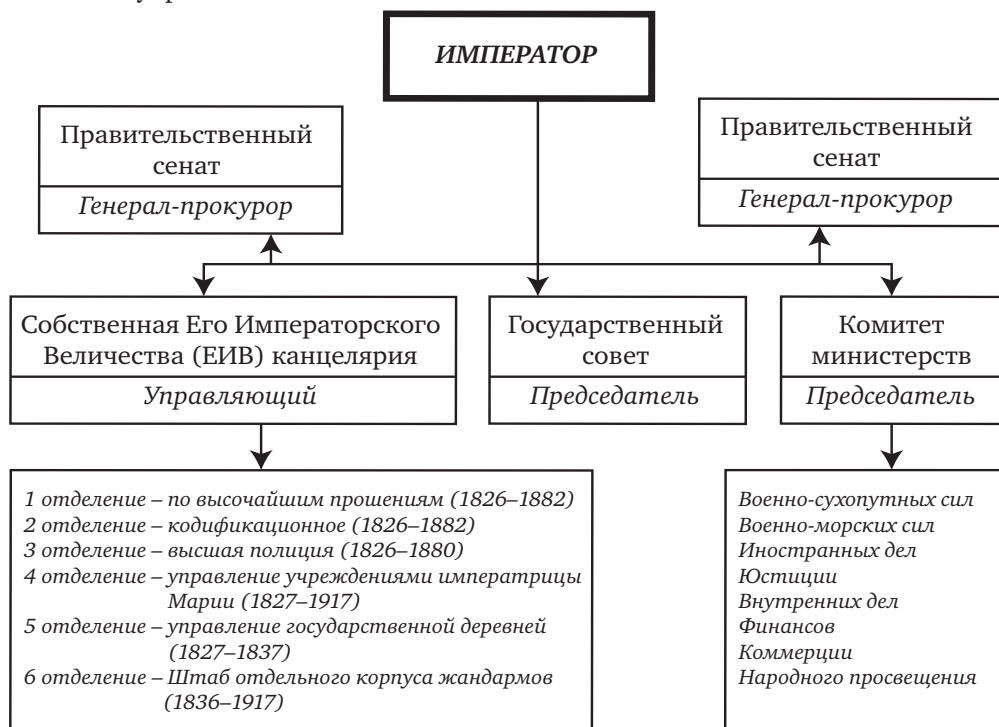 ИМПЕРАТОР
Правительственный
сенат
Генерал-прокурор
Правительственный
сенат
Генерал-прокурор
Собственная Его Императорского
Величества (ЕИВ) канцелярия
Управляющий
Государственный
совет
Председатель
Комитет
министерств
Председатель
1 отделение – по высочайшим прошениям (1826–1882)
2 отделение – кодификационное (1826–1882)
3 отделение – высшая полиция (1826–1880)
4 отделение – управление учреждениями императрицы
Марии (1827–1917)
5 отделение – управление государственной деревней
(1827–1837)
6 отделение – Штаб отдельного корпуса жандармов
(1836–1917)
Военно-сухопутных сил
Военно-морских сил
Иностранных дел
Юстиции
Внутренних дел
Финансов
Коммерции
Народного просвещения